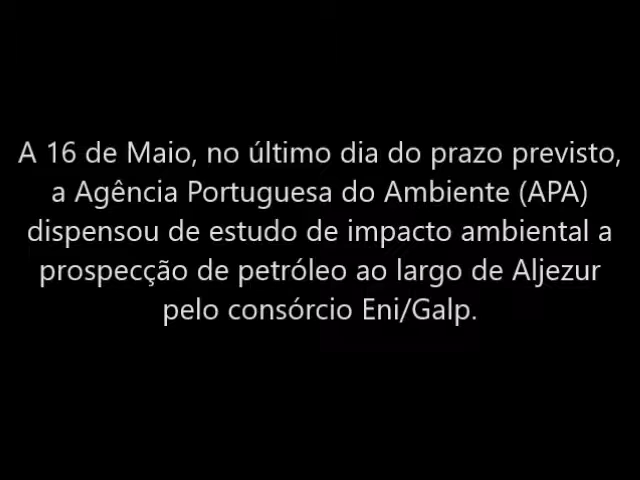 A 16 de Maio, no último dia do prazo previsto,
a Agência Portuguesa do Ambiente (APA)
dispensou de estudo de impacto ambiental a
prospecção de petróleo ao largo de Aljezur
pelo consórcio Eni/Galp.